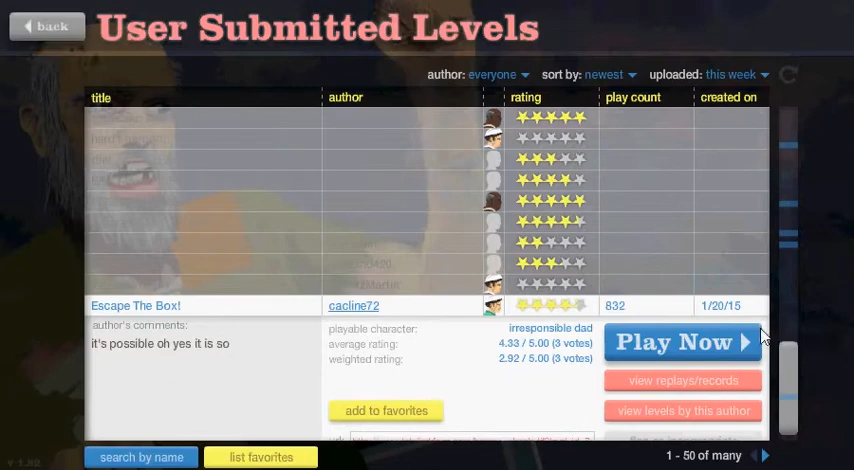 back User Submitted Levels
author: everyone sort by: newest uploaded: this week
title author rating play count created on
Escape The Box! cacline72 832 1/20/15
author's comments:
it's possible oh yes it is so
playable character: irresponsible dad
average rating: 4.33 / 5.00 (3 votes)
weighted rating: 2.92 / 5.00 (3 votes)
Play Now
view replays/records
add to favorites
view levels by this author
search by name list favorites
1 - 50 of many